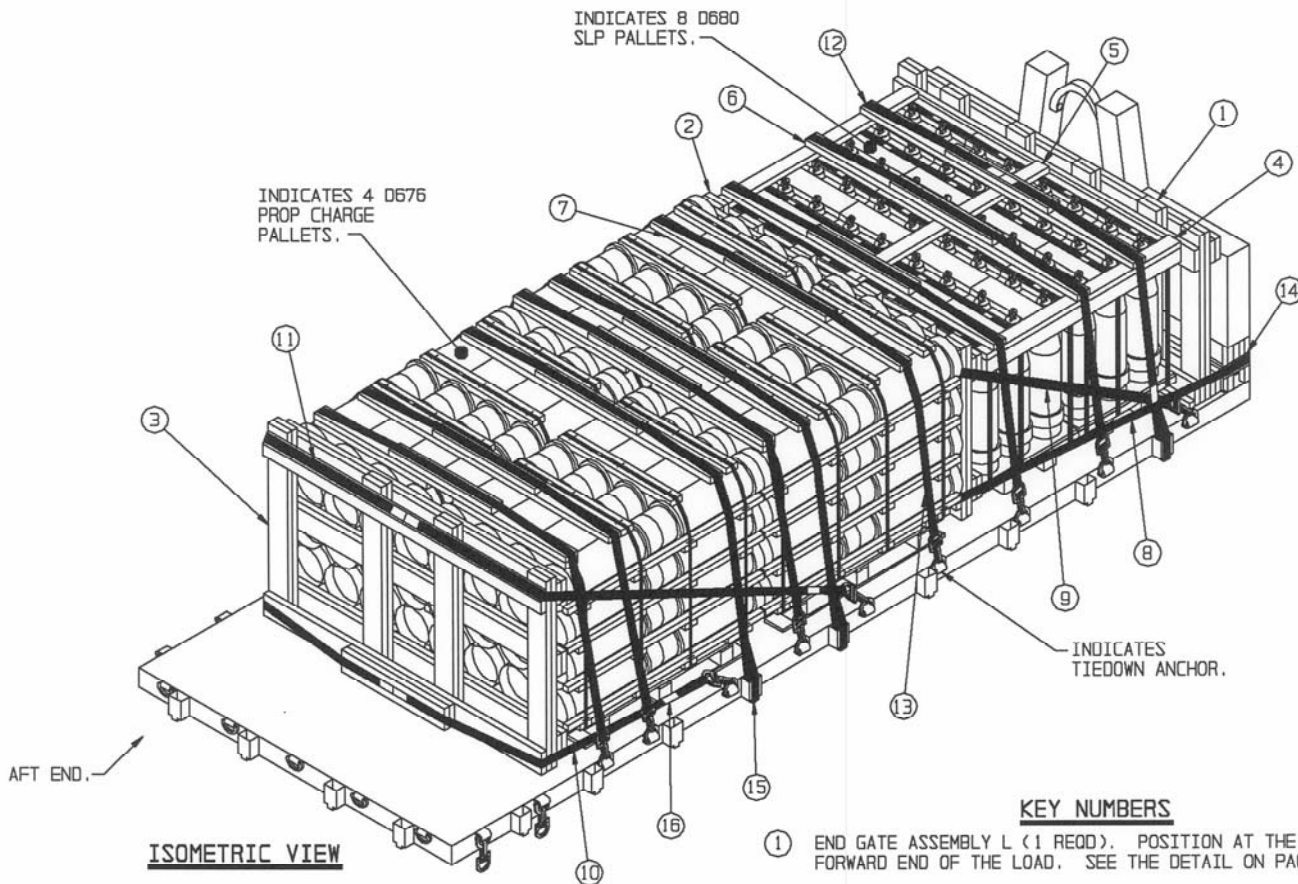 INDICATES 8 D680
SLP PALLETS.
12
5
6
1
2
INDICATES 4 D676
PROP CHARGE
PALLETS.
7
4
14
11
3
8
9
INDICATES
TIEDOWN ANCHOR.
13
AFT END.
15
16
10
ISOMETRIC VIEW
KEY NUMBERS
1 END GATE ASSEMBLY L (1 REQD). POSITION AT THE
FORWARD END OF THE LOAD. SEE THE DETAIL ON